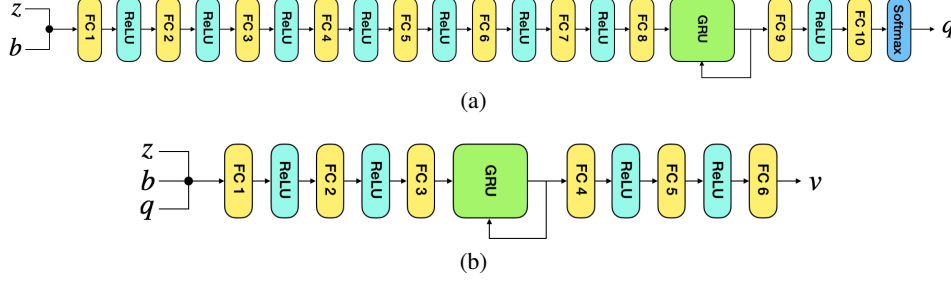 z
b
FC 1 ReLU FC 2 ReLU FC 3 ReLU FC 4 ReLU FC 5 ReLU FC 6 ReLU FC 7 ReLU FC 8 GRU FC 9 ReLU FC 10 Softmax q
(a)
z
b
q
FC 1 ReLU FC 2 ReLU FC 3 GRU FC 4 ReLU FC 5 ReLU FC 6 v
(b)